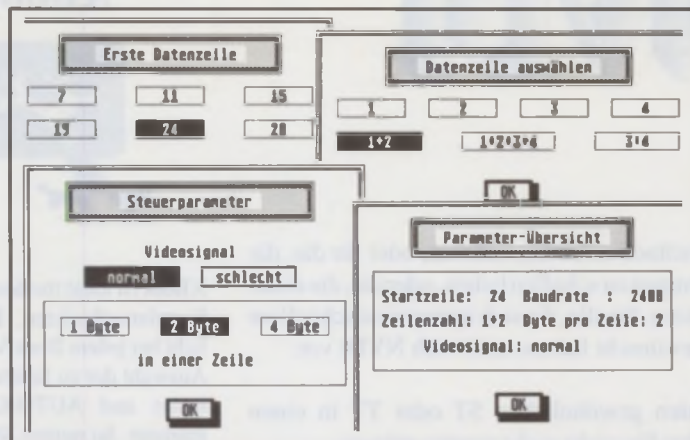 Erste Datenzeile
7 11 15
19 24 28
Datenzeile auswählen
1 2 3 4
1+2 1+2+3+4 3+4
OK
Steuerparameter
Videosignal
normal schlecht
1 Byte 2 Byte 4 Byte
in einer Zeile
OK
Parameter-Übersicht
Startzeile: 24 Baudrate : 2400
Zeilenzahl: 1+2 Byte pro Zeile: 2
Videosignal: normal
OK